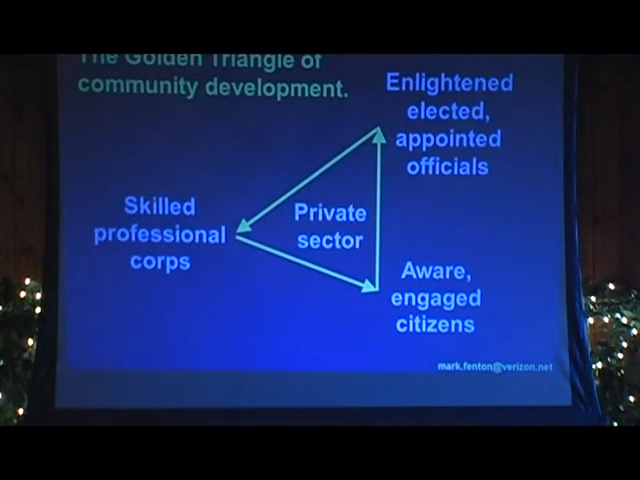 The Golden Triangle of
community development.
Enlightened
elected,
appointed
officials
Skilled
professional
corps
Private
sector
Aware,
engaged
citizens
mark.fenton@verizon.net